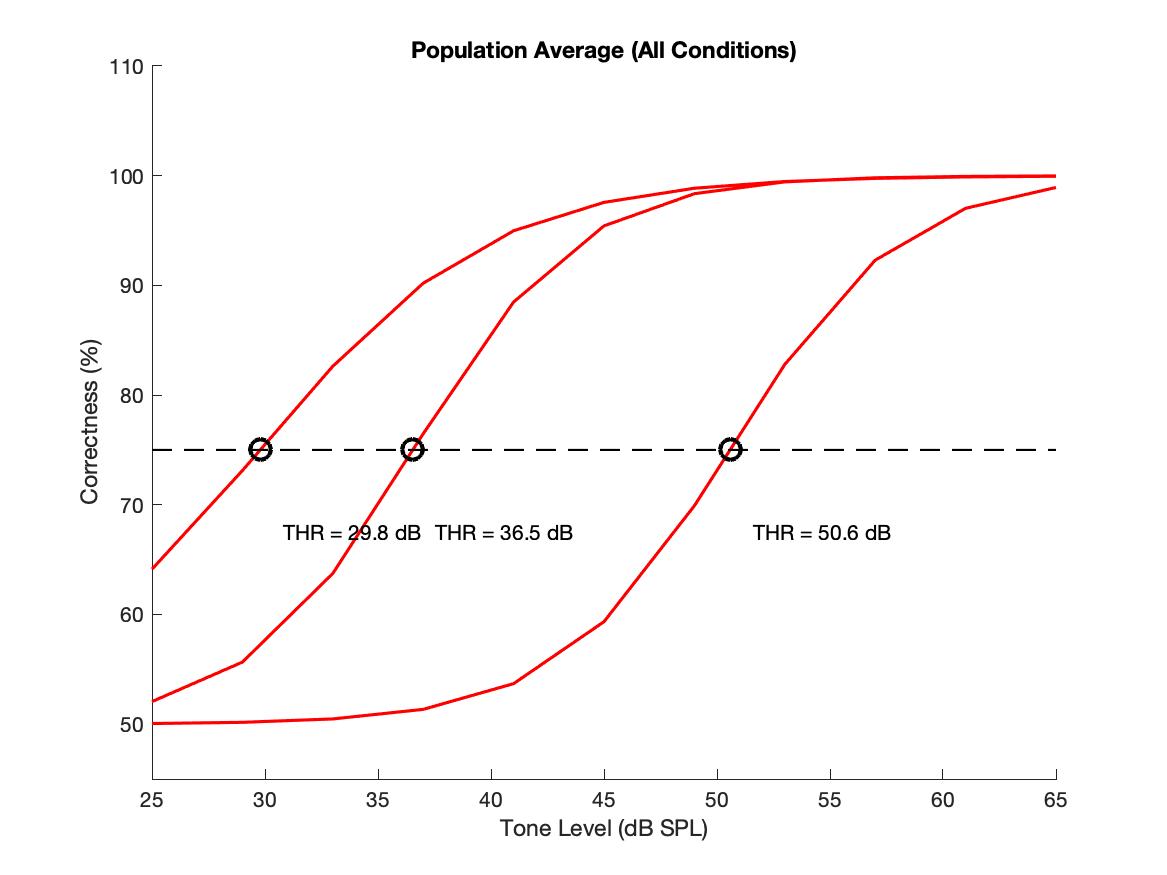 Population Average (All Conditions)
110
100
90
80
70
60
50
Correctness (%)
THR = 29.8 dB
THR = 36.5 dB
THR = 50.6 dB
25
30
35
40
45
50
55
60
65
Tone Level (dB SPL)